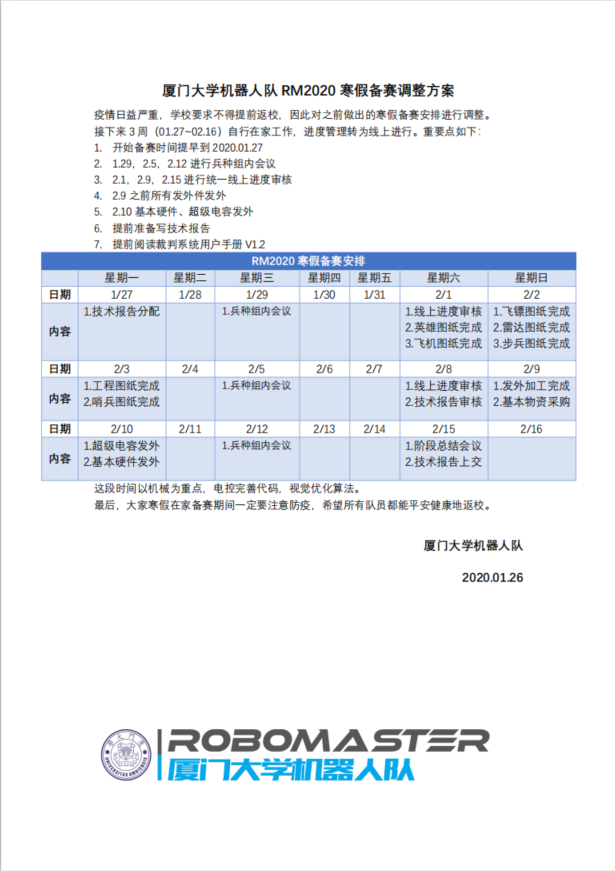 厦门大学机器人队 RM2020 寒假备赛调整方案
疫情日益严重，学校要求不得提前返校，因此对之前做出的寒假备赛安排进行调整。
接下来 3 周（01.27~02.16）自行在家工作，进度管理转为线上进行。重要点如下：
1. 开始备赛时间提早到 2020.01.27
2. 1.29，2.5，2.12 进行兵种组内会议
3. 2.1，2.9，2.15 进行统一线上进度审核
4. 2.9 之前所有发外件发外
5. 2.10 基本硬件、超级电容发外
6. 提前准备写技术报告
7. 提前阅读裁判系统用户手册 V1.2
RM2020 寒假备赛安排
星期一 星期二 星期三 星期四 星期五 星期六 星期日
日期 1/27 1/28 1/29 1/30 1/31 2/1 2/2
内容 1.技术报告分配 1.兵种组内会议 1.线上进度审核 1.飞镖图纸完成
2.英雄图纸完成 2.雷达图纸完成
3.飞机图纸完成 3.步兵图纸完成
日期 2/3 2/4 2/5 2/6 2/7 2/8 2/9
内容 1.工程图纸完成 1.兵种组内会议 1.线上进度审核 1.发外加工完成
2.哨兵图纸完成 2.技术报告审核 2.基本物资采购
日期 2/10 2/11 2/12 2/13 2/14 2/15 2/16
内容 1.超级电容发外 1.兵种组内会议 1.阶段总结会议
2.基本硬件发外 2.技术报告上交
这段时间以机械为重点，电控完善代码，视觉优化算法。
最后，大家寒假在家备赛期间一定要注意防疫，希望所有队员都能平安健康地返校。
厦门大学机器人队
2020.01.26
ROBOMASTER
厦门大学机器人队